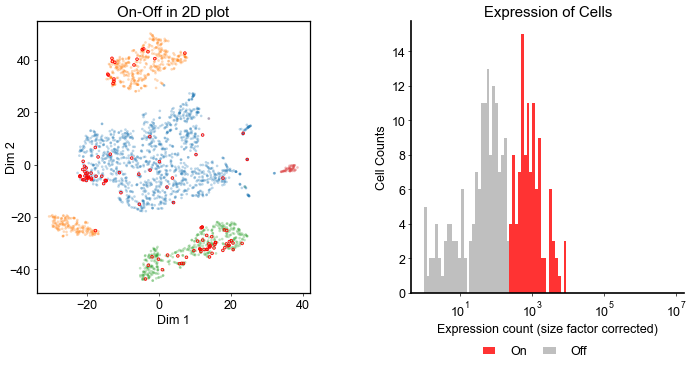 On-Off in 2D plot
Expression of Cells
Dim 2
40
20
0
−20
−40
−20
0
20
40
Dim 1
Cell Counts
14
12
10
8
6
4
2
0
10^1
10^3
10^5
10^7
Expression count (size factor corrected)
On
Off